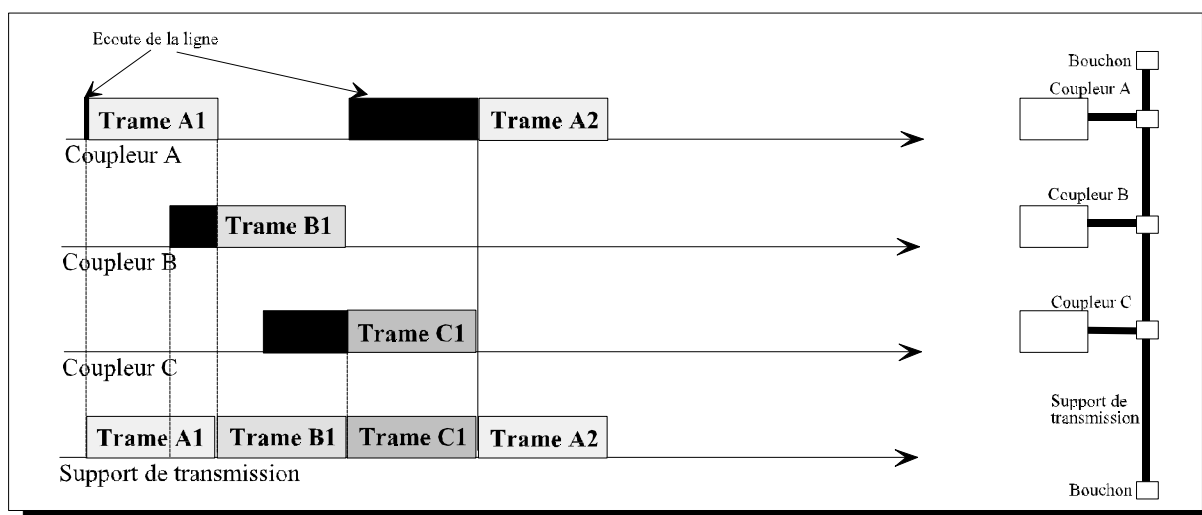 Ecoute de la ligne
Trame A1
Trame A2
Coupleur A
Trame B1
Coupleur B
Trame C1
Coupleur C
Trame A1
Trame B1
Trame C1
Trame A2
Support de transmission
Bouchon
Coupleur A
Coupleur B
Coupleur C
Support de
transmission
Bouchon